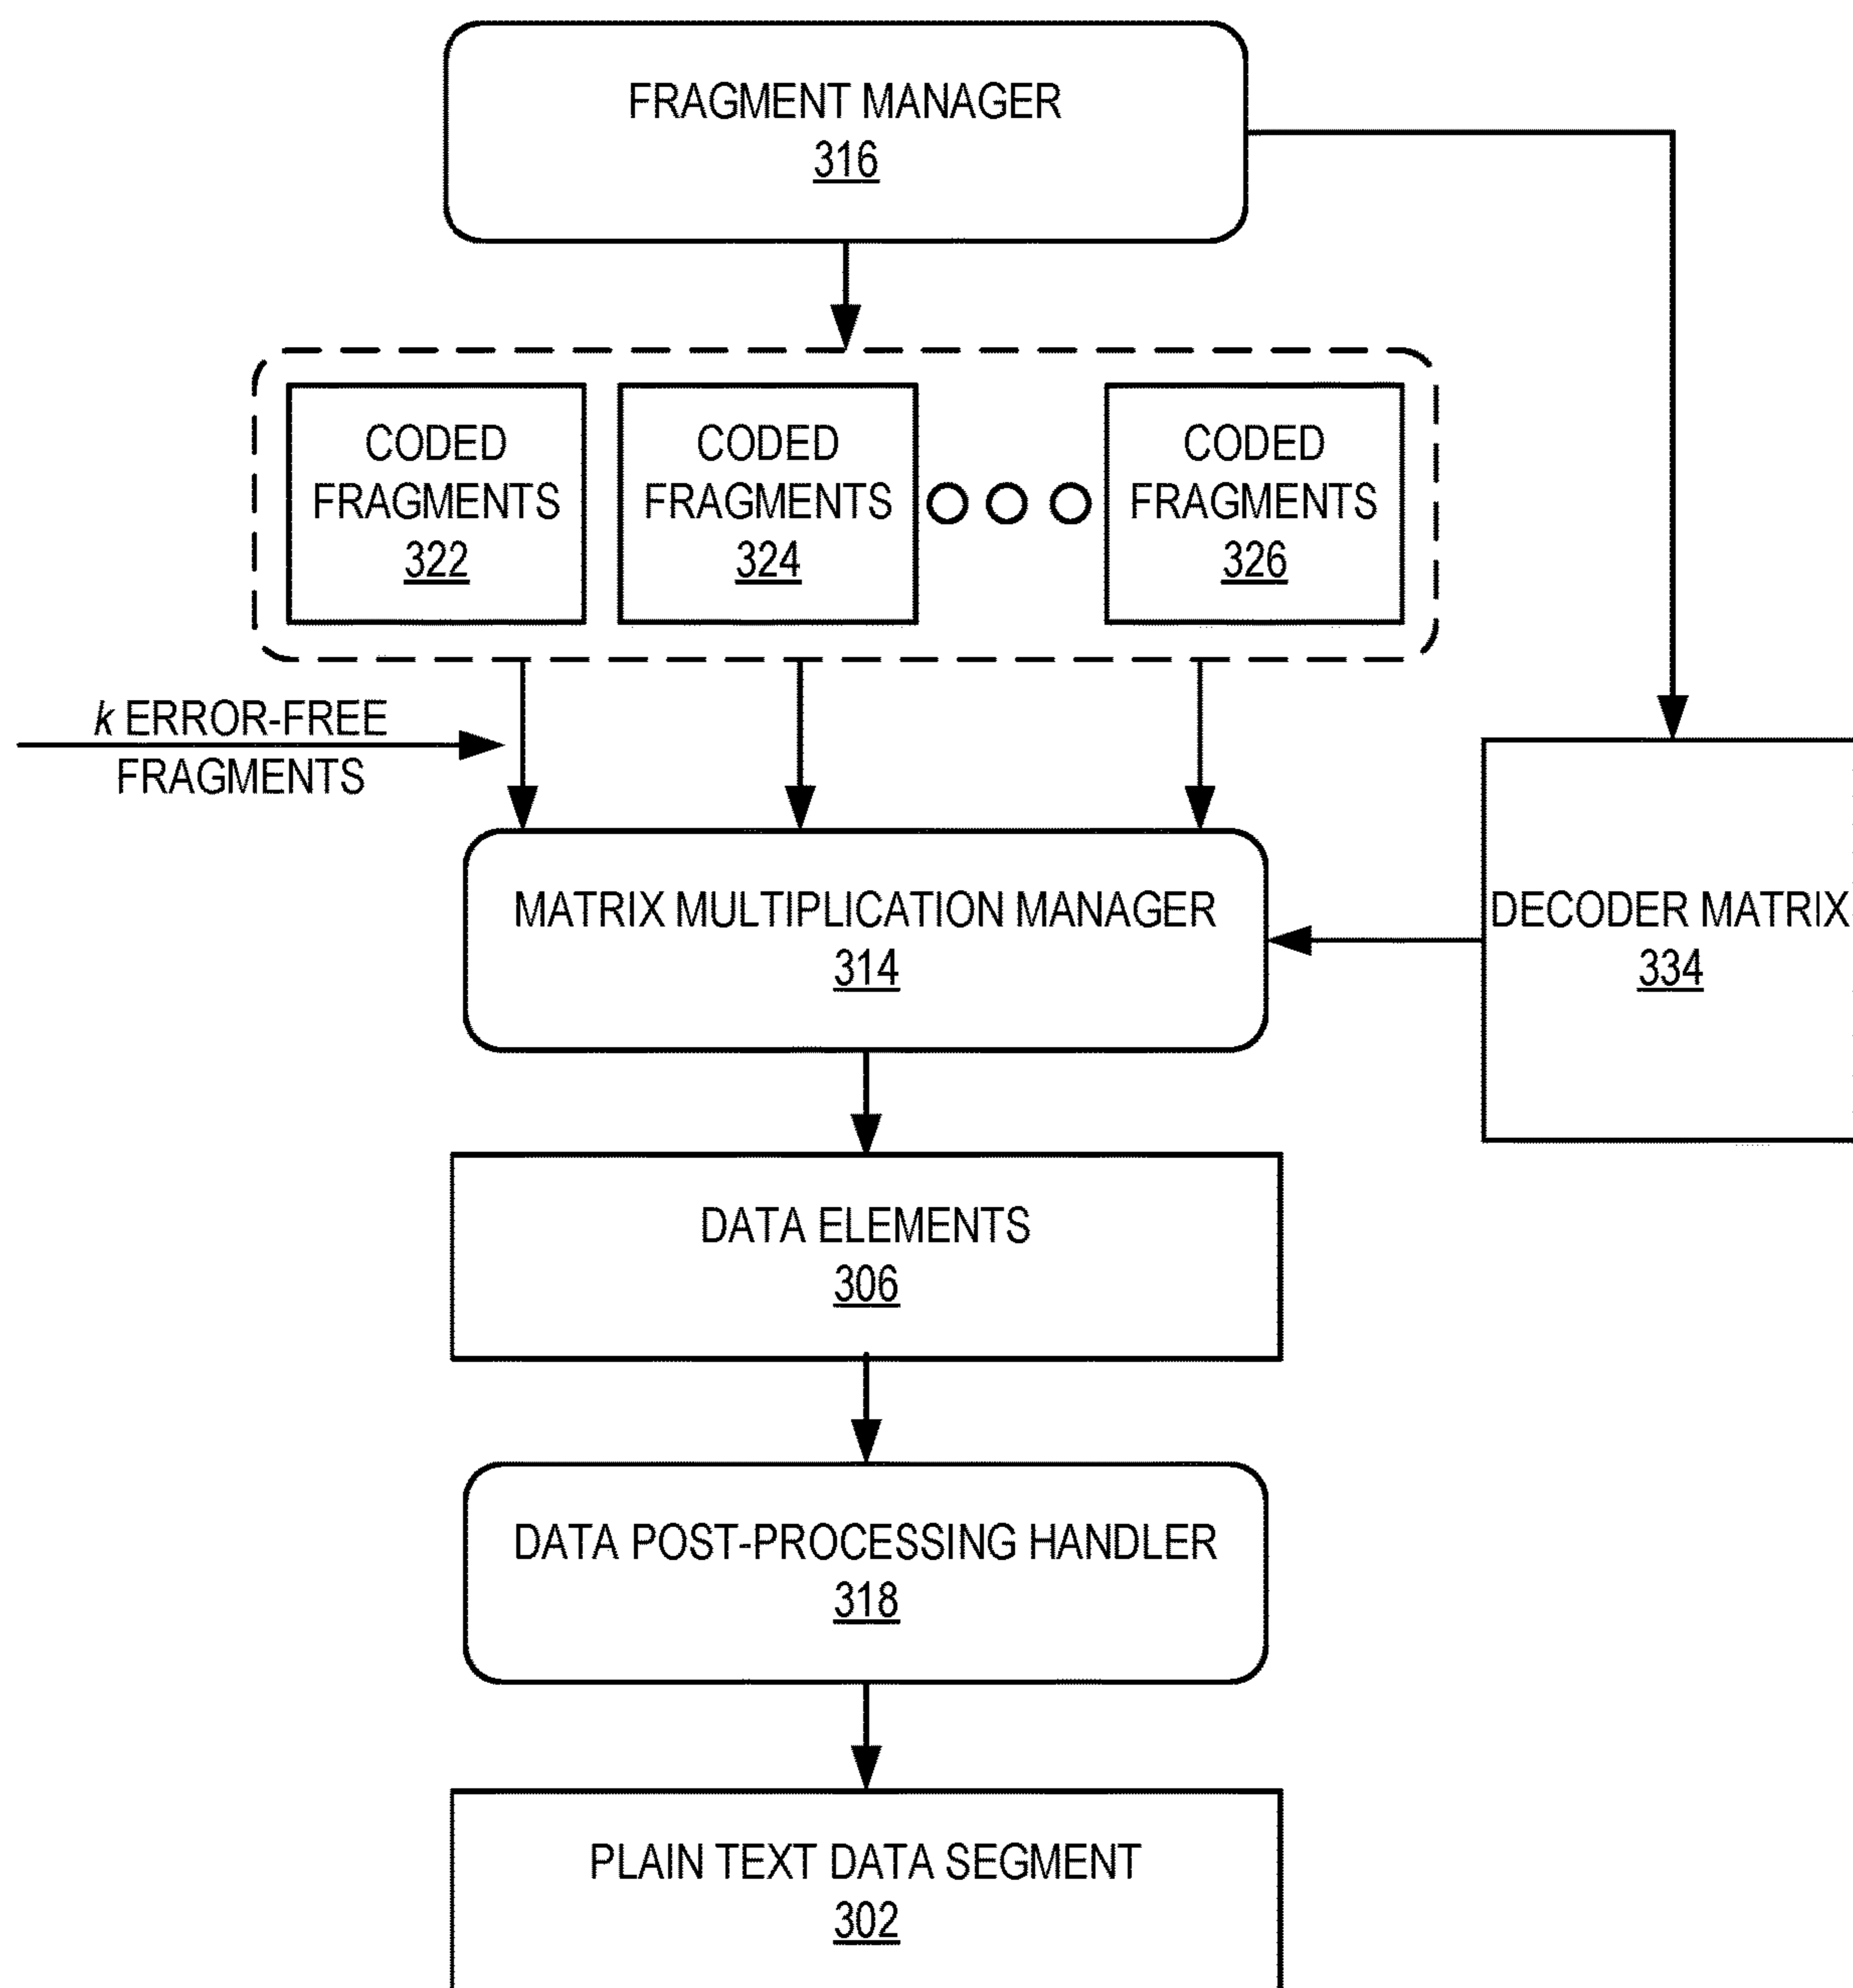 FRAGMENT MANAGER
316
CODED
FRAGMENTS
322
CODED
FRAGMENTS
324
CODED
FRAGMENTS
326
k ERROR-FREE
FRAGMENTS
MATRIX MULTIPLICATION MANAGER
314
DECODER MATRIX
334
DATA ELEMENTS
306
DATA POST-PROCESSING HANDLER
318
PLAIN TEXT DATA SEGMENT
302